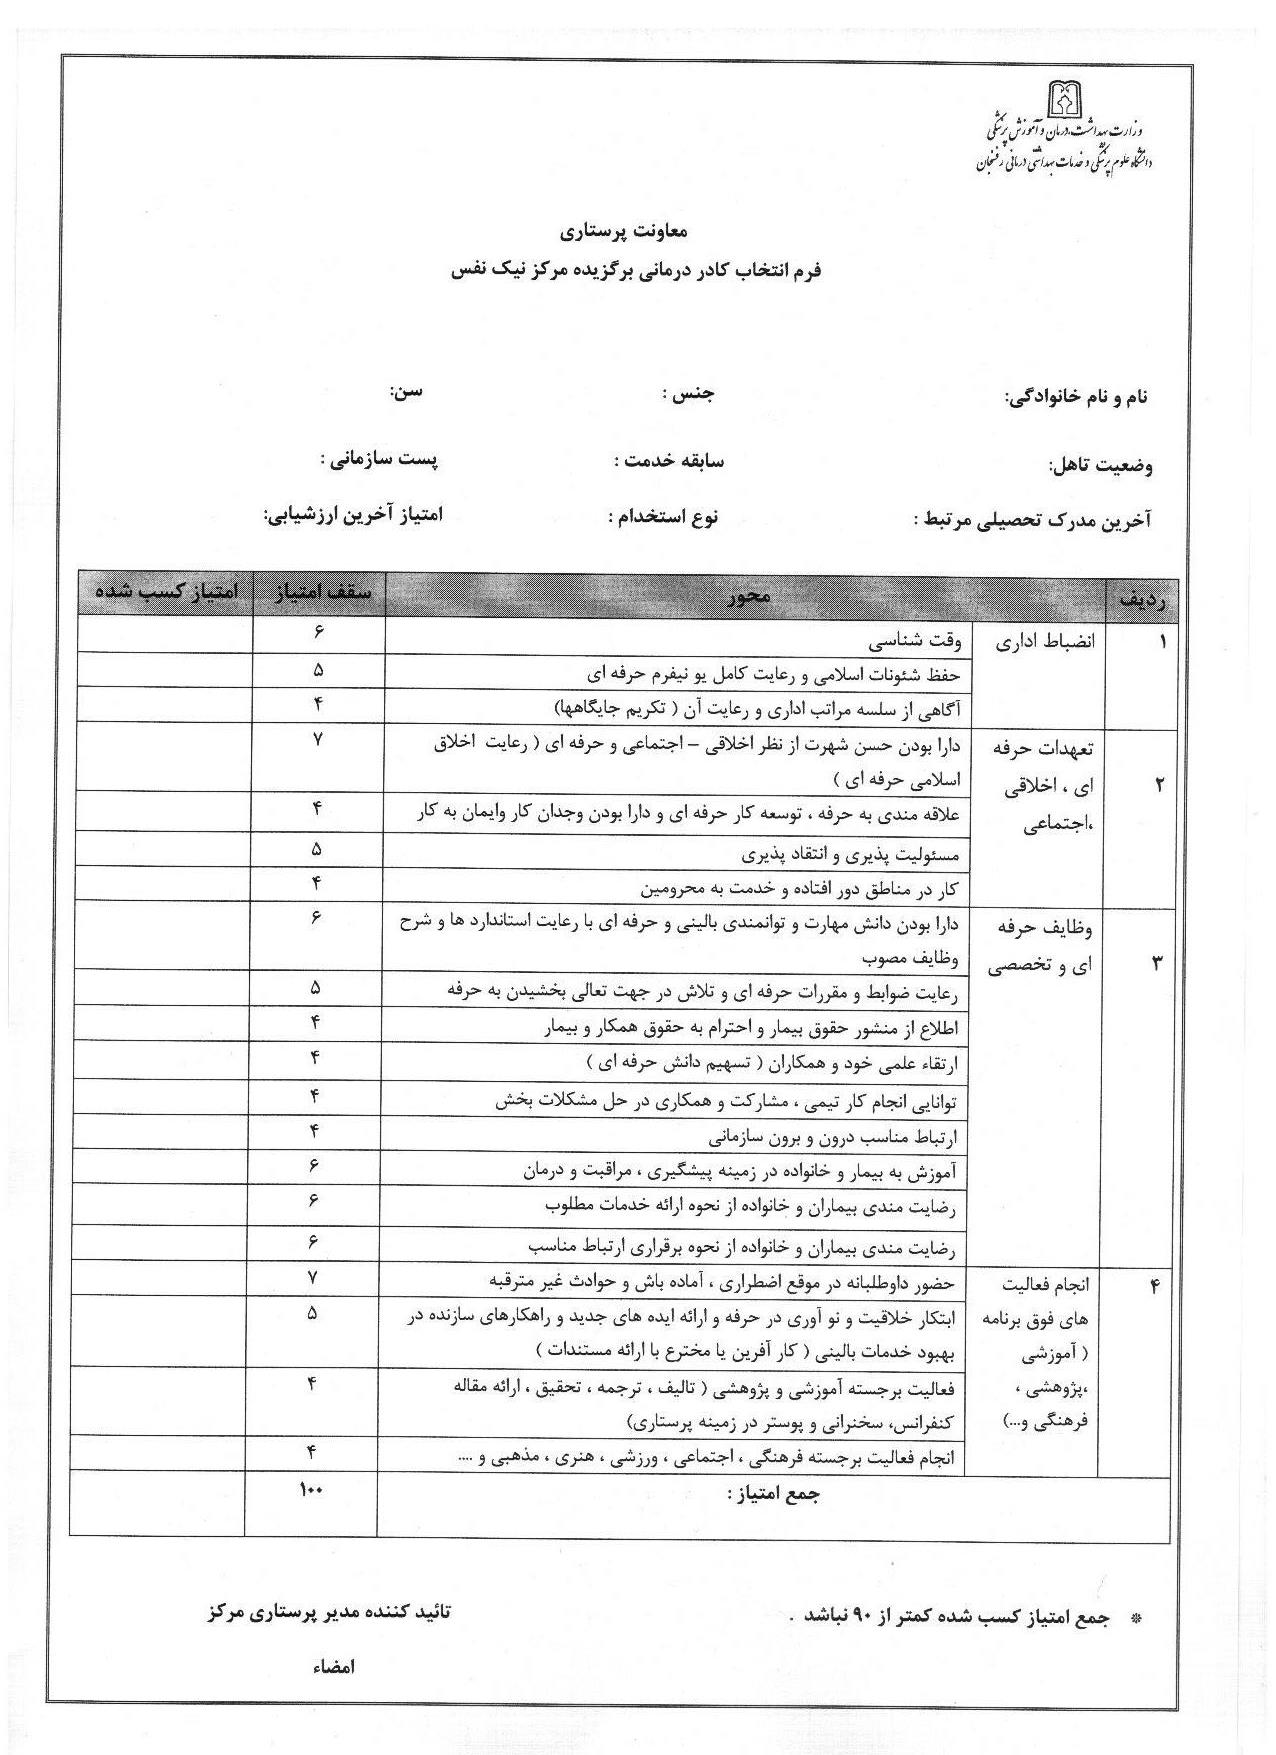 وزارت بهداشت، درمان و آموزش پزشکی
دانشگاه علوم پزشکی و خدمات بهداشتی درمانی رفسنجان
معاونت پرستاری
فرم انتخاب کادر درمانی برگزیده مرکز نیک نفس
نام و نام خانوادگی: جنس : سن:
وضعیت تاهل: سابقه خدمت : پست سازمانی :
آخرین مدرک تحصیلی مرتبط : نوع استخدام : امتیاز آخرین ارزشیابی:
ردیف محور سقف امتیاز امتیاز کسب شده
۱ انضباط اداری وقت شناسی ۶
حفظ شئونات اسلامی و رعایت کامل یو نیفرم حرفه ای ۵
آگاهی از سلسه مراتب اداری و رعایت آن ( تکریم جایگاهها) ۴
تعهدات حرفه دارا بودن حسن شهرت از نظر اخلاقی – اجتماعی و حرفه ای ( رعایت اخلاق ۷
۲ ای ، اخلاقی اسلامی حرفه ای )
،اجتماعی علاقه مندی به حرفه ، توسعه کار حرفه ای و دارا بودن وجدان کار وایمان به کار ۴
مسئولیت پذیری و انتقاد پذیری ۵
کار در مناطق دور افتاده و خدمت به محرومین ۴
وظایف حرفه دارا بودن دانش مهارت و توانمندی بالینی و حرفه ای با رعایت استاندارد ها و شرح ۶
۳ ای و تخصصی وظایف مصوب
رعایت ضوابط و مقررات حرفه ای و تلاش در جهت تعالی بخشیدن به حرفه ۵
اطلاع از منشور حقوق بیمار و احترام به حقوق همکار و بیمار ۴
ارتقاء علمی خود و همکاران ( تسهیم دانش حرفه ای ) ۴
توانایی انجام کار تیمی ، مشارکت و همکاری در حل مشکلات بخش ۴
ارتباط مناسب درون و برون سازمانی ۴
آموزش به بیمار و خانواده در زمینه پیشگیری ، مراقبت و درمان ۶
رضایت مندی بیماران و خانواده از نحوه ارائه خدمات مطلوب ۶
رضایت مندی بیماران و خانواده از نحوه برقراری ارتباط مناسب ۶
۴ انجام فعالیت حضور داوطلبانه در موقع اضطراری ، آماده باش و حوادث غیر مترقبه ۷
های فوق برنامه ابتکار خلاقیت و نو آوری در حرفه و ارائه ایده های جدید و راهکارهای سازنده در ۵
( آموزشی بهبود خدمات بالینی ( کار آفرین یا مخترع با ارائه مستندات )
،پژوهشی ، فعالیت برجسته آموزشی و پژوهشی ( تالیف ، ترجمه ، تحقیق ، ارائه مقاله ۴
فرهنگی و...) کنفرانس، سخنرانی و پوستر در زمینه پرستاری)
انجام فعالیت برجسته فرهنگی ، اجتماعی ، ورزشی ، هنری ، مذهبی و .... ۴
جمع امتیاز : ۱۰۰
* جمع امتیاز کسب شده کمتر از ۹۰ نباشد . تائید کننده مدیر پرستاری مرکز
امضاء